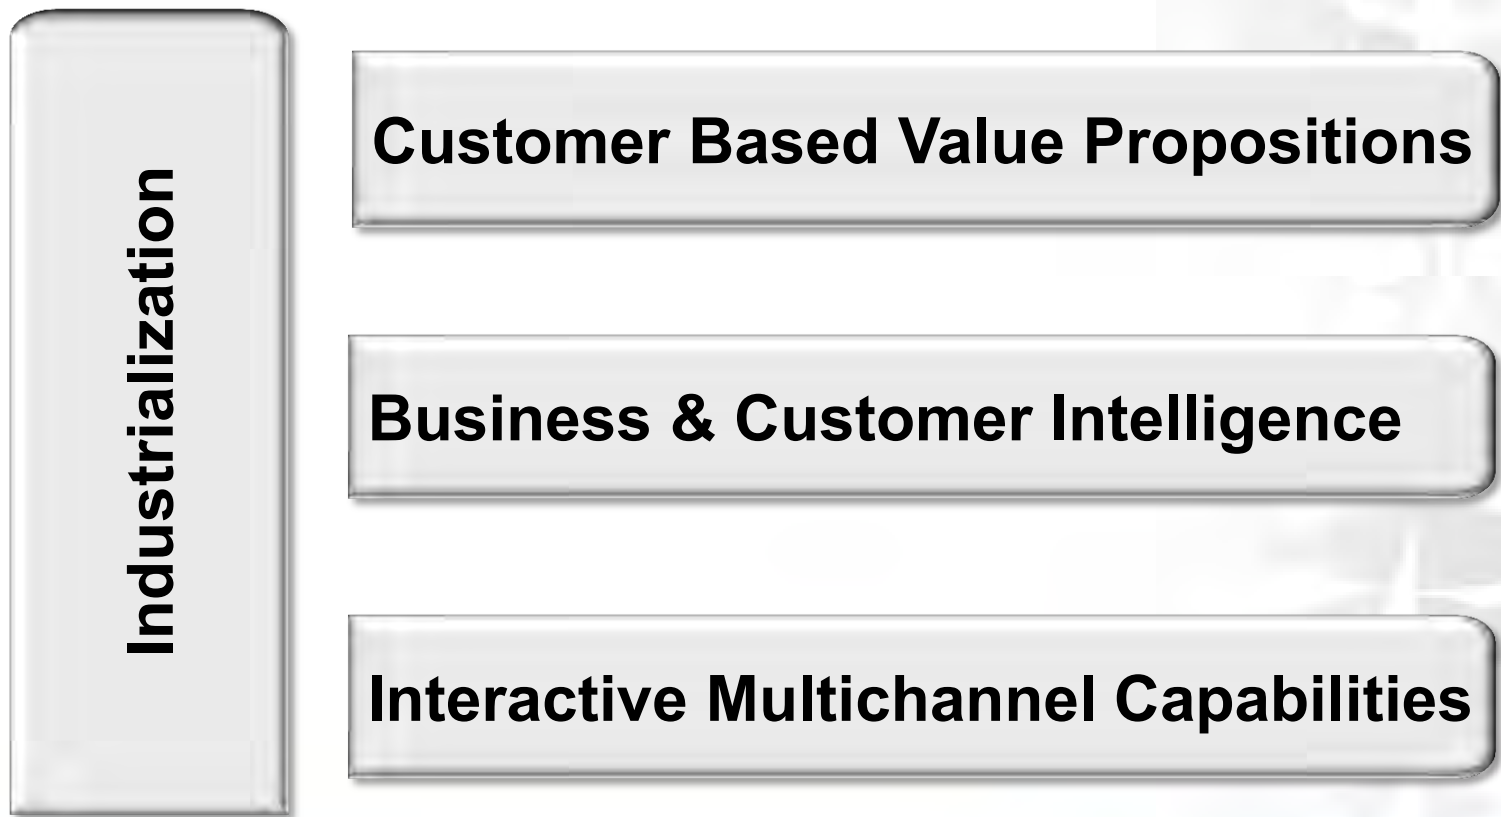 Industrialization
Customer Based Value Propositions
Business & Customer Intelligence
Interactive Multichannel Capabilities